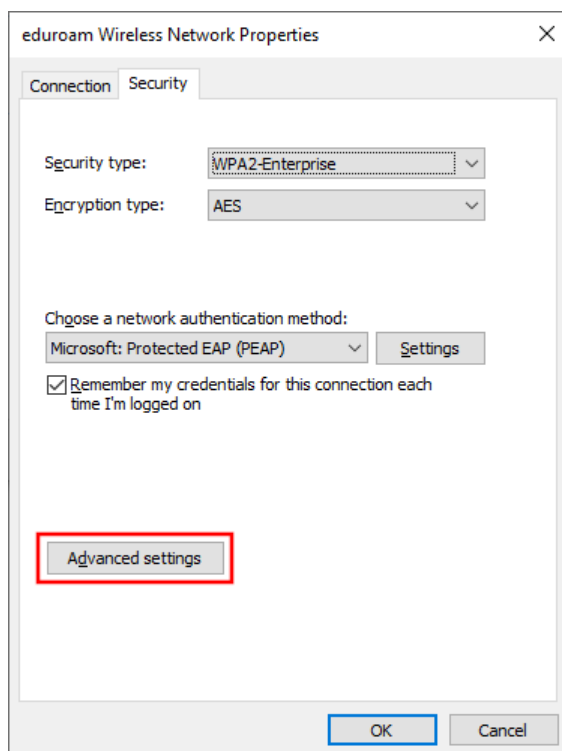 eduroam Wireless Network Properties
Connection
Security
Security type:
WPA2-Enterprise
Encryption type:
AES
Choose a network authentication method:
Microsoft: Protected EAP (PEAP)
Settings
Remember my credentials for this connection each
time I'm logged on
Advanced settings
OK
Cancel